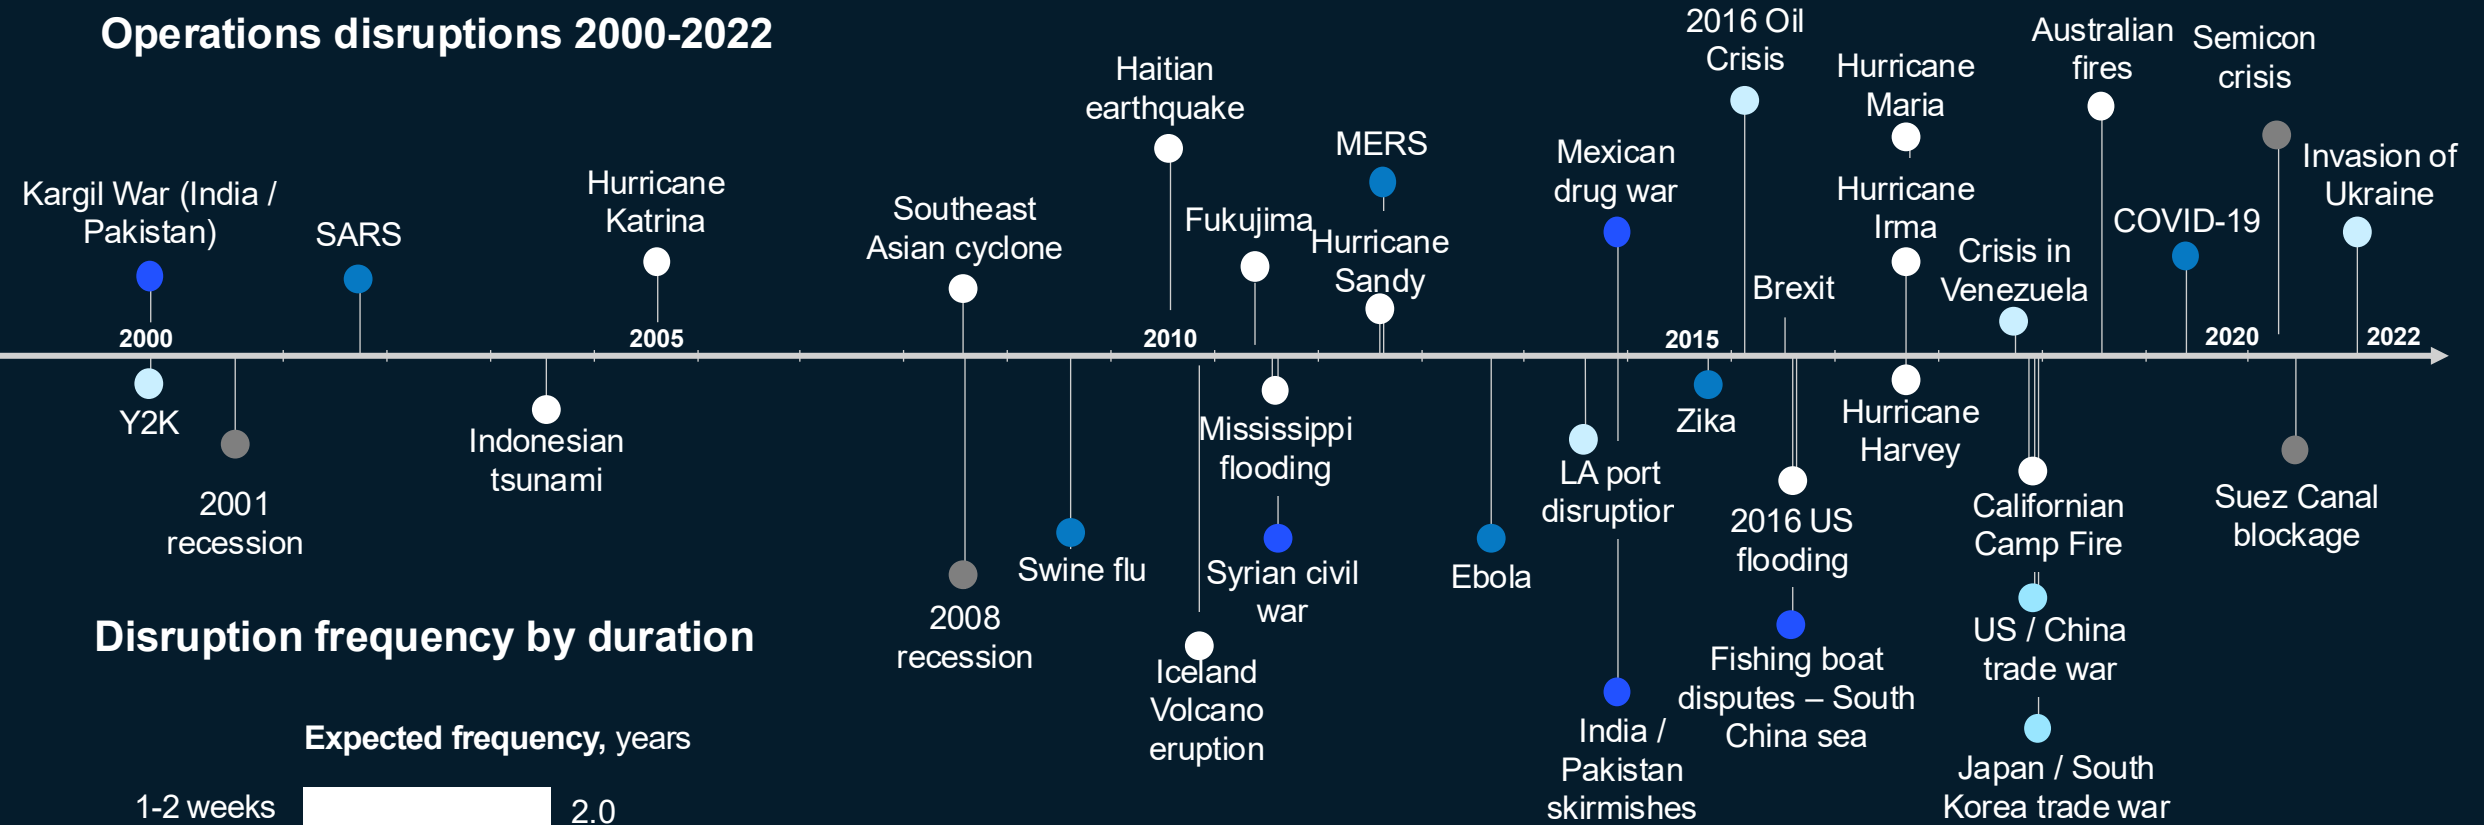 Operations disruptions 2000-2022
Kargil War (India /
Pakistan)
SARS
Hurricane
Katrina
Southeast
Asian cyclone
Haitian
earthquake
Fukujima
MERS
Hurricane
Sandy
Mexican
drug war
2016 Oil
Crisis
Brexit
Hurricane
Maria
Hurricane
Irma
Crisis in
Venezuela
Australian
fires
COVID-19
Semicon
crisis
Invasion of
Ukraine
2000
2005
2010
2015
2020
2022
Y2K
2001
recession
Indonesian
tsunami
2008
recession
Swine flu
Iceland
Volcano
eruption
Mississippi
flooding
Syrian civil
war
Ebola
LA port
disruption
India /
Pakistan
skirmishes
Zika
2016 US
flooding
Fishing boat
disputes – South
China sea
Hurricane
Harvey
Californian
Camp Fire
US / China
trade war
Japan / South
Korea trade war
Suez Canal
blockage
Disruption frequency by duration
Expected frequency, years
1-2 weeks
2.0